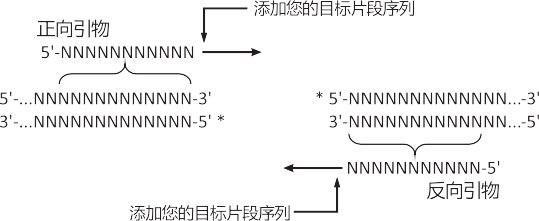 添加您的目标片段序列
正向引物
5'-NNNNNNNNNNN
5'-...NNNNNNNNNNNNN-3'
3'-...NNNNNNNNNNNNN-5' *
* 5'-NNNNNNNNNNNNN...-3'
3'-NNNNNNNNNNNNN...-5'
NNNNNNNNNNN-5'
反向引物
添加您的目标片段序列